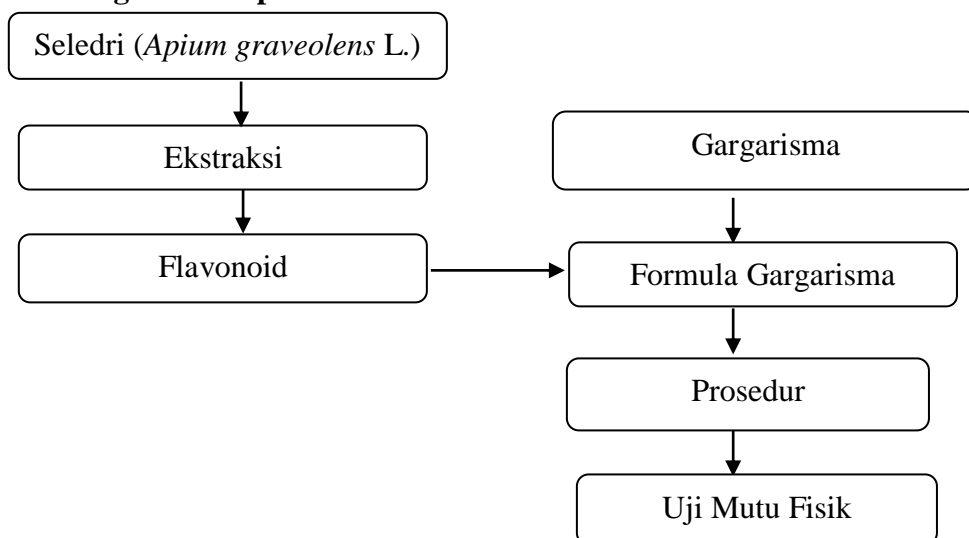 Seledri (Apium graveolens L.)
Ekstraksi
Flavonoid
Gargarisma
Formula Gargarisma
Prosedur
Uji Mutu Fisik